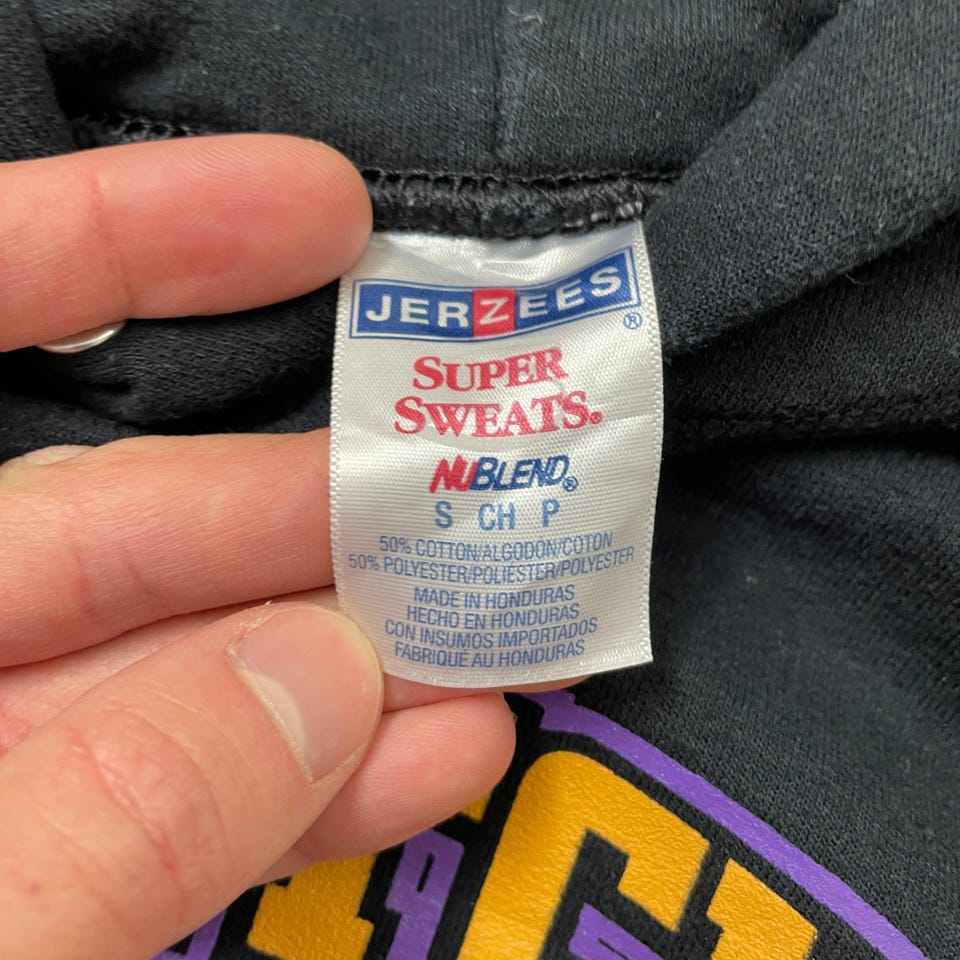 JERZEES®
SUPER
SWEATS®
NUBLEND®
S CH P
50% COTTON/ALGODÓN/COTON
50% POLYESTER/POLIÉSTER/POLYESTER
MADE IN HONDURAS
HECHO EN HONDURAS
CON INSUMOS IMPORTADOS
FABRIQUÉ AU HONDURAS